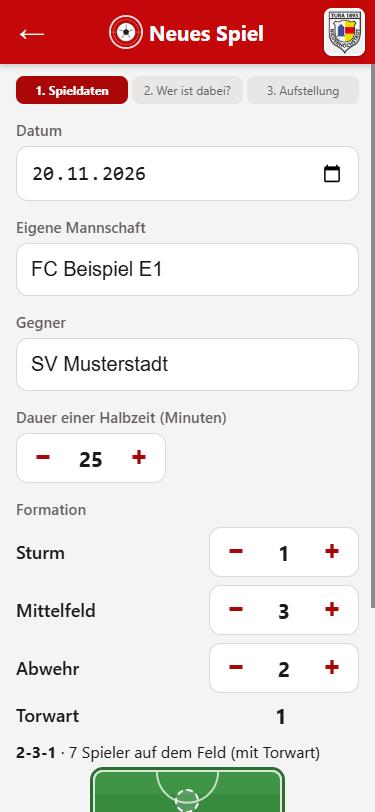 ← Neues Spiel
TURA 1893
1. Spieldaten
2. Wer ist dabei?
3. Aufstellung
Datum
20.11.2026
Eigene Mannschaft
FC Beispiel E1
Gegner
SV Musterstadt
Dauer einer Halbzeit (Minuten)
− 25 +
Formation
Sturm − 1 +
Mittelfeld − 3 +
Abwehr − 2 +
Torwart 1
2-3-1 · 7 Spieler auf dem Feld (mit Torwart)